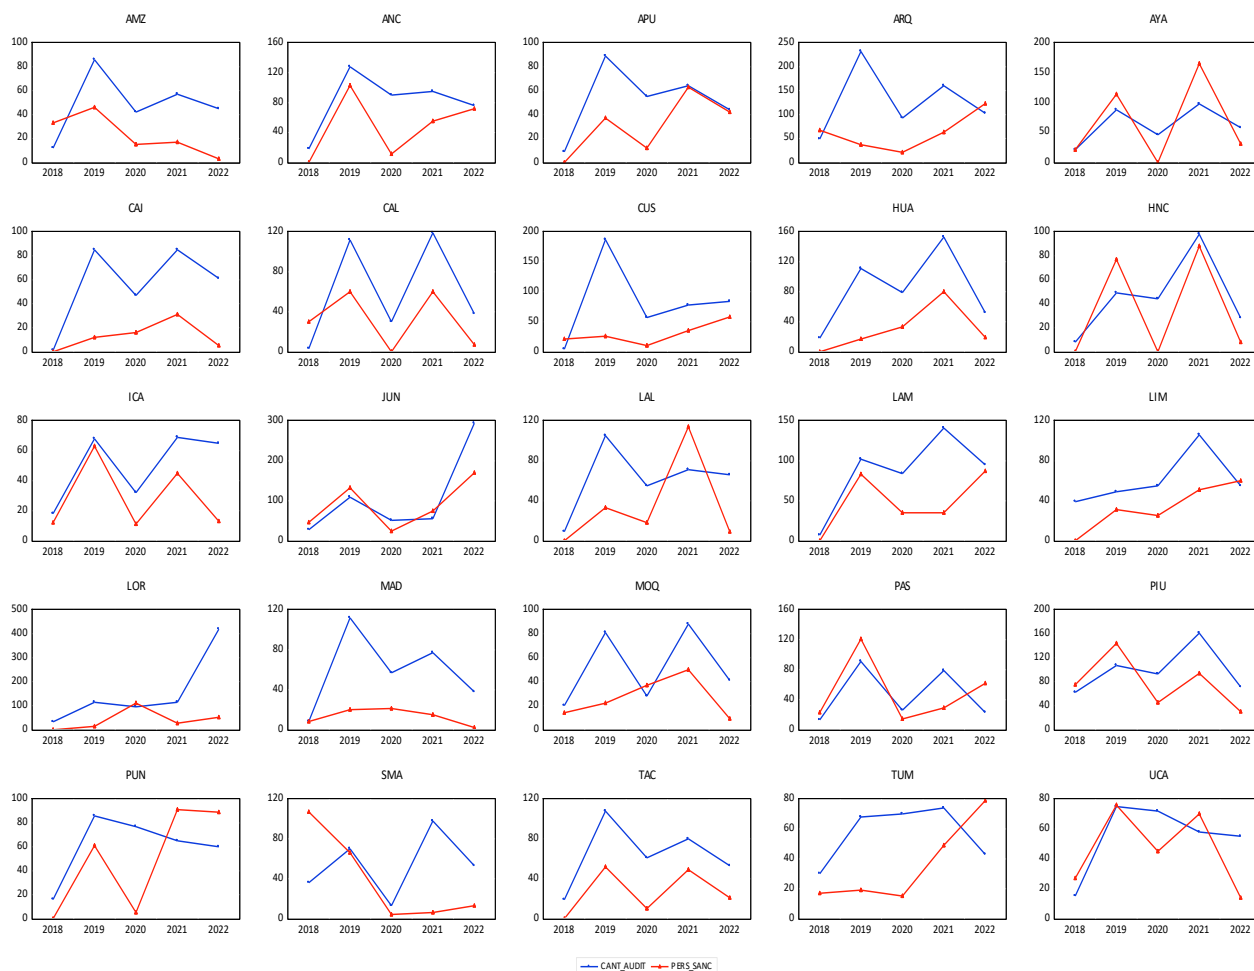 AMZ ANC APU ARQ AYA
100 160 100 250 200
80 120 80 200 150
60 80 60 150 100
40 40 40 100 50
20 0 20 50 0
0 0 0
2018 2019 2020 2021 2022 2018 2019 2020 2021 2022 2018 2019 2020 2021 2022 2018 2019 2020 2021 2022 2018 2019 2020 2021 2022
CAJ CAL CUS HUA HNC
100 120 200 160 100
80 80 150 120 80
60 40 100 80 60
40 0 50 40 40
20 0 0 20
0 0
2018 2019 2020 2021 2022 2018 2019 2020 2021 2022 2018 2019 2020 2021 2022 2018 2019 2020 2021 2022 2018 2019 2020 2021 2022
ICA JUN LAL LAM LIM
80 300 120 150 120
60 200 80 100 80
40 100 40 50 40
20 0 0 0 0
0
2018 2019 2020 2021 2022 2018 2019 2020 2021 2022 2018 2019 2020 2021 2022 2018 2019 2020 2021 2022 2018 2019 2020 2021 2022
LOR MAD MOQ PAS PIU
500 120 100 160 200
400 80 80 120 160
300 40 60 80 120
200 0 40 40 80
100 20 0 40
0 0 0
2018 2019 2020 2021 2022 2018 2019 2020 2021 2022 2018 2019 2020 2021 2022 2018 2019 2020 2021 2022 2018 2019 2020 2021 2022
PUN SMA TAC TUM UCA
100 120 120 80 80
80 80 80 60 60
60 40 40 40 40
40 0 0 20 20
20 0 0
0
2018 2019 2020 2021 2022 2018 2019 2020 2021 2022 2018 2019 2020 2021 2022 2018 2019 2020 2021 2022 2018 2019 2020 2021 2022
CANT_AUDIT PERS_SANC